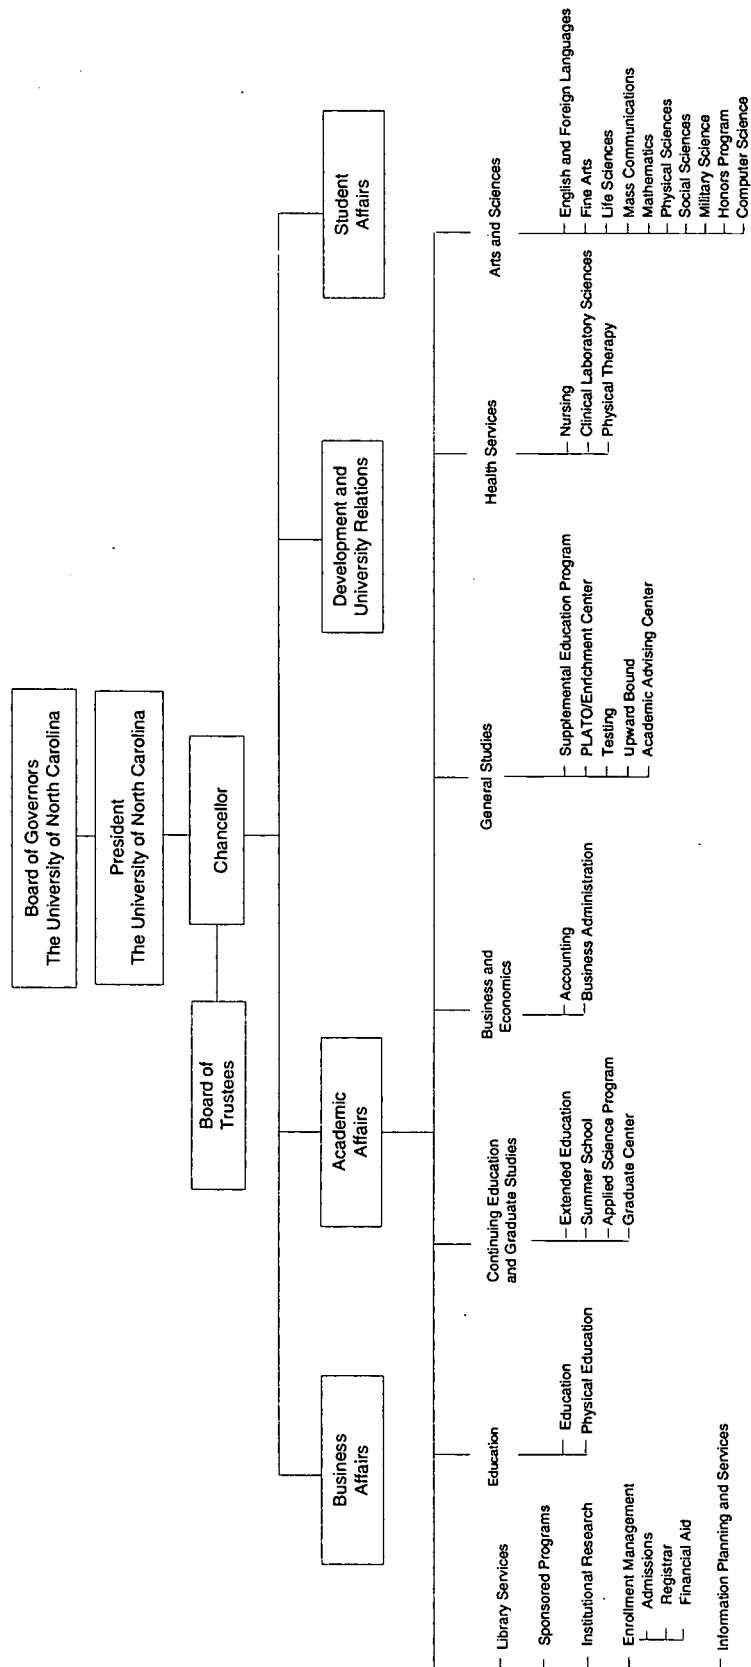 Board of Governors
The University of North Carolina
President
The University of North Carolina
Board of
Trustees
Chancellor
Business
Affairs
Academic
Affairs
Development and
University Relations
Student
Affairs
Library Services
Sponsored Programs
Institutional Research
Enrollment Management
Admissions
Registrar
Financial Aid
Information Planning and Services
Education
Education
Physical Education
Continuing Education
and Graduate Studies
Extended Education
Summer School
Applied Science Program
Graduate Center
Business and
Economics
Accounting
Business Administration
General Studies
Supplemental Education Program
PLATO/Enrichment Center
Testing
Upward Bound
Academic Advising Center
Health Services
Nursing
Clinical Laboratory Sciences
Physical Therapy
Arts and Sciences
English and Foreign Languages
Fine Arts
Life Sciences
Mass Communications
Mathematics
Physical Sciences
Social Sciences
Military Science
Honors Program
Computer Science